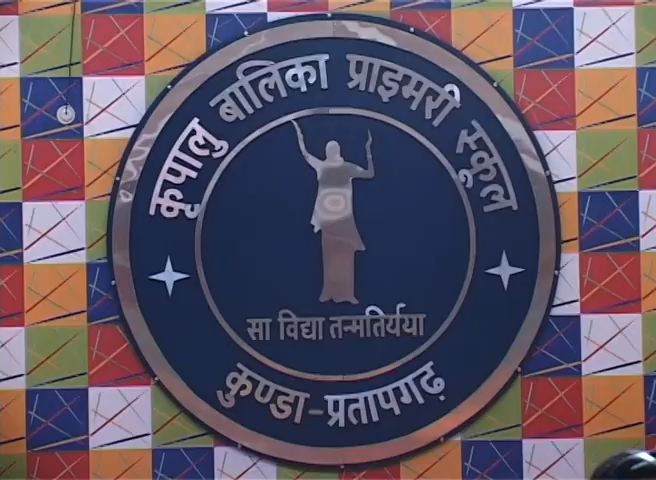 कृपालु बालिका प्राइमरी स्कूल
सा विद्या तन्मतिर्यया
कुण्डा-प्रतापगढ़